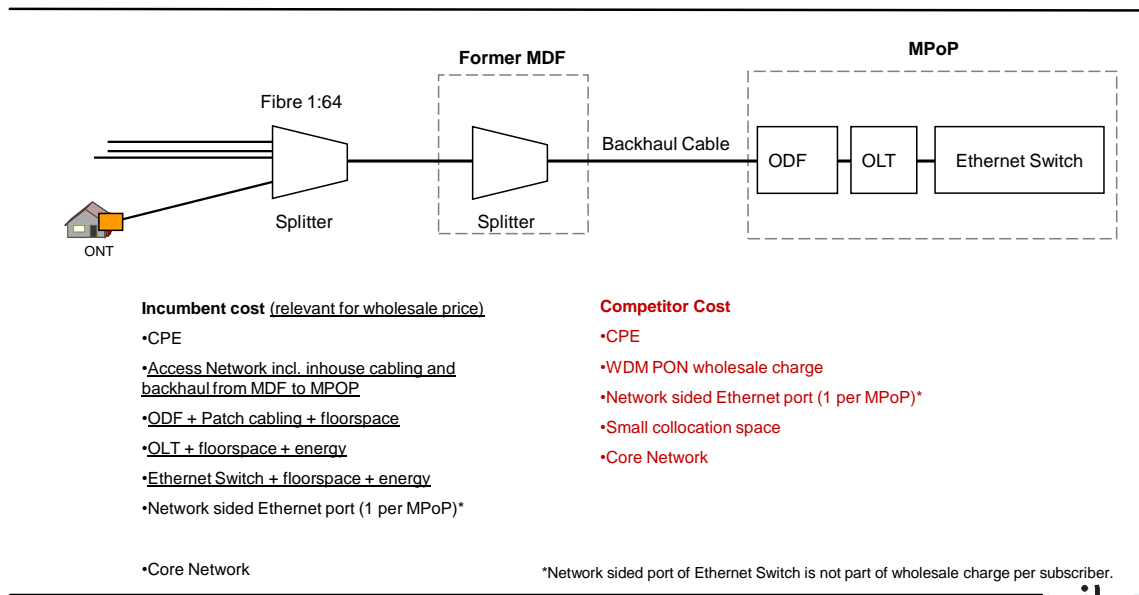 Former MDF
MPoP
Fibre 1:64
Backhaul Cable
ODF
OLT
Ethernet Switch
Splitter
Splitter
ONT
Incumbent cost (relevant for wholesale price)
•CPE
•Access Network incl. inhouse cabling and
backhaul from MDF to MPOP
•ODF + Patch cabling + floorspace
•OLT + floorspace + energy
•Ethernet Switch + floorspace + energy
•Network sided Ethernet port (1 per MPoP)*
•Core Network
Competitor Cost
•CPE
•WDM PON wholesale charge
•Network sided Ethernet port (1 per MPoP)*
•Small collocation space
•Core Network
*Network sided port of Ethernet Switch is not part of wholesale charge per subscriber.